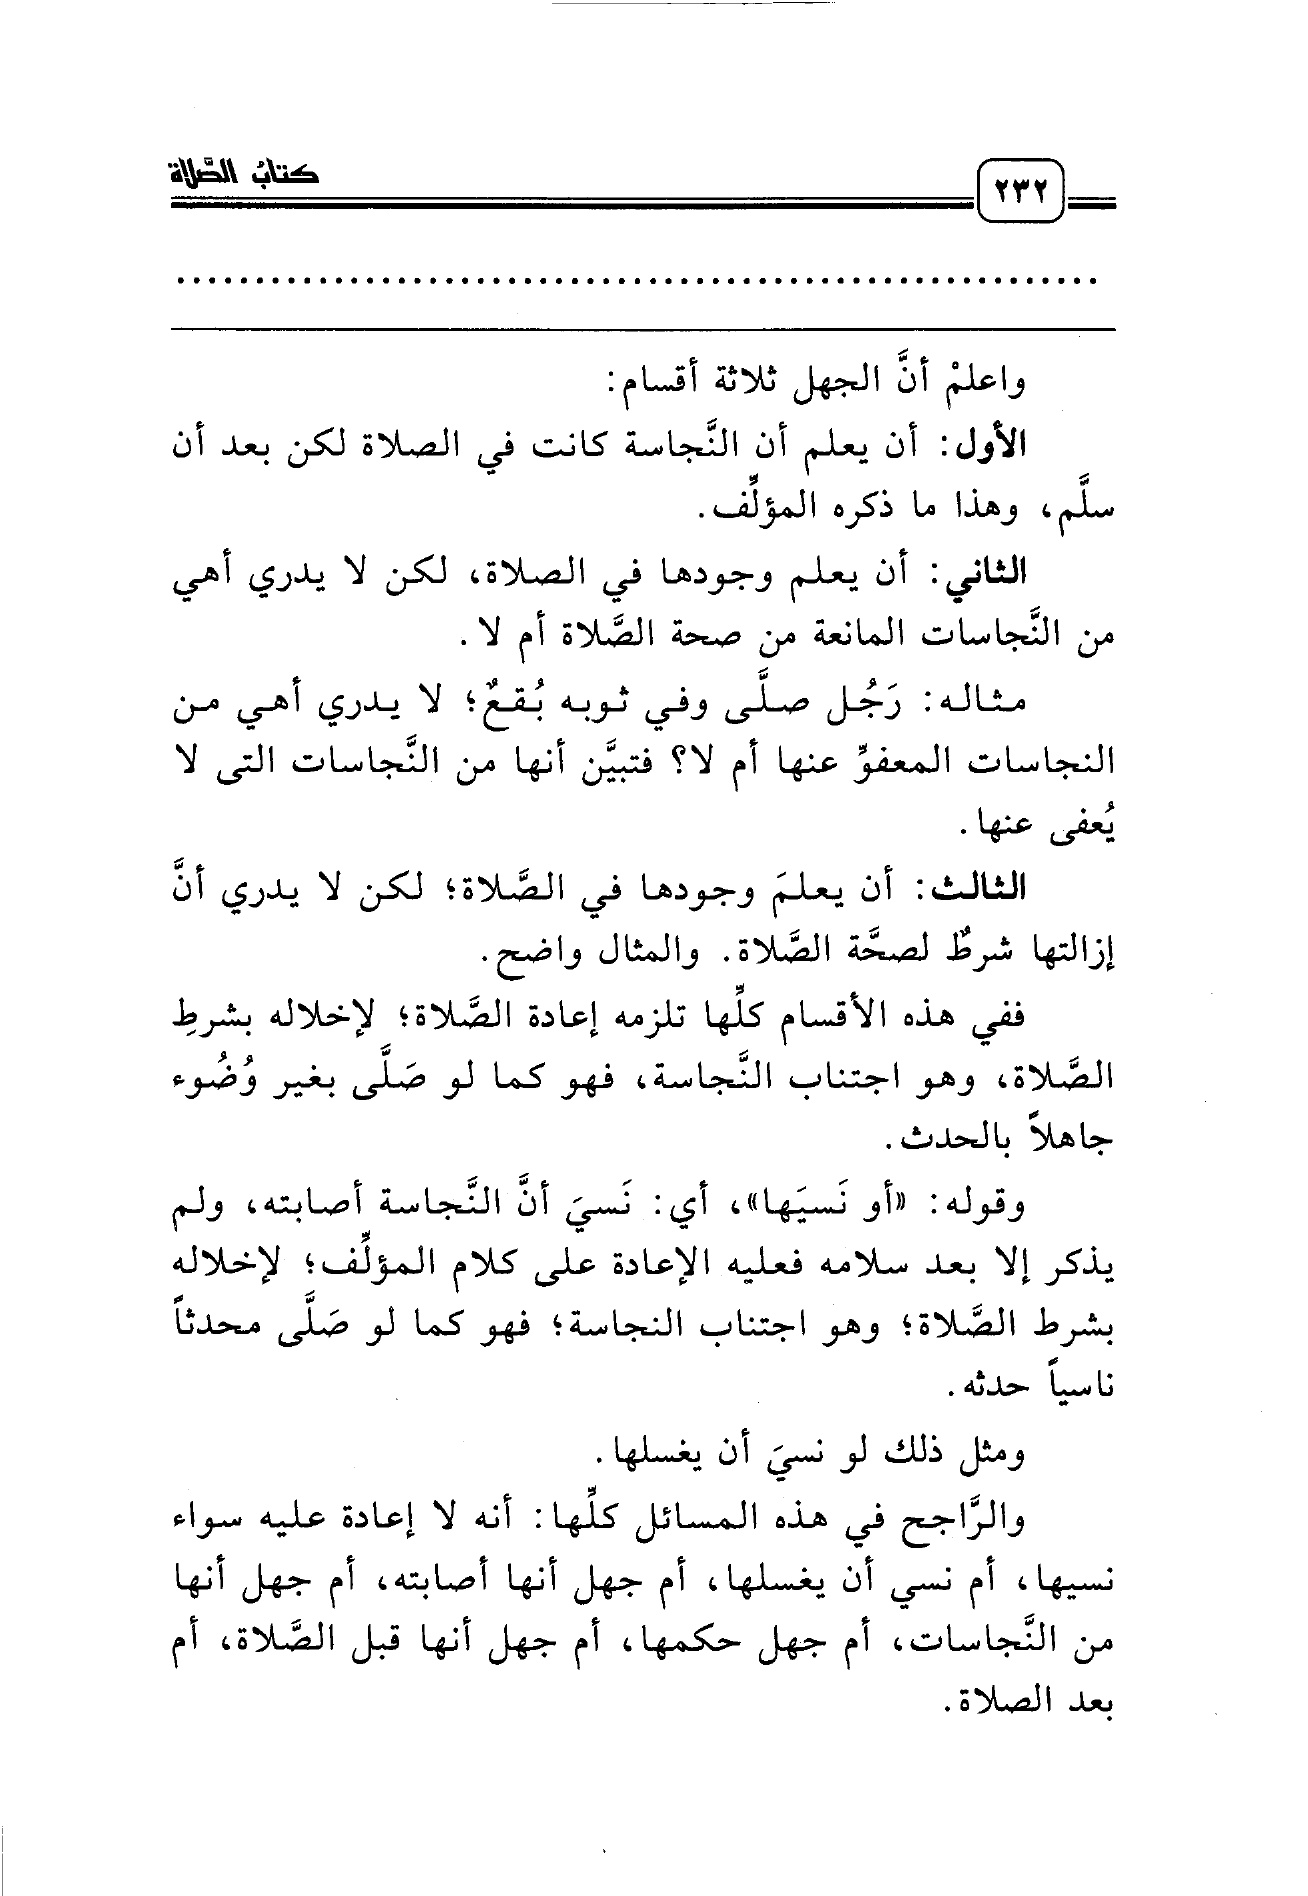 كتابُ الصَّلاة
٢٣٢
واعلمْ أنَّ الجهل ثلاثة أقسام:
الأول: أن يعلم أن النَّجاسة كانت في الصلاة لكن بعد أن
سلَّم، وهذا ما ذكره المؤلِّف.
الثاني: أن يعلم وجودها في الصلاة، لكن لا يدري أهي
من النَّجاسات المانعة من صحة الصَّلاة أم لا.
مثاله: رَجُل صلَّى وفي ثوبه بُقعٌ؛ لا يدري أهي من
النجاسات المعفوِّ عنها أم لا؟ فتبيَّن أنها من النَّجاسات التى لا
يُعفى عنها.
الثالث: أن يعلمَ وجودها في الصَّلاة؛ لكن لا يدري أنَّ
إزالتها شرطٌ لصحَّة الصَّلاة. والمثال واضح.
ففي هذه الأقسام كلِّها تلزمه إعادة الصَّلاة؛ لإخلاله بشرطِ
الصَّلاة، وهو اجتناب النَّجاسة، فهو كما لو صَلَّى بغير وُضُوء
جاهلاً بالحدث.
وقوله: «أو نَسيَها»، أي: نَسيَ أنَّ النَّجاسة أصابته، ولم
يذكر إلا بعد سلامه فعليه الإعادة على كلام المؤلِّف؛ لإخلاله
بشرط الصَّلاة؛ وهو اجتناب النجاسة؛ فهو كما لو صَلَّى محدثاً
ناسياً حدثه.
ومثل ذلك لو نسيَ أن يغسلها.
والرَّاجح في هذه المسائل كلِّها: أنه لا إعادة عليه سواء
نسيها، أم نسي أن يغسلها، أم جهل أنها أصابته، أم جهل أنها
من النَّجاسات، أم جهل حكمها، أم جهل أنها قبل الصَّلاة، أم
بعد الصلاة.